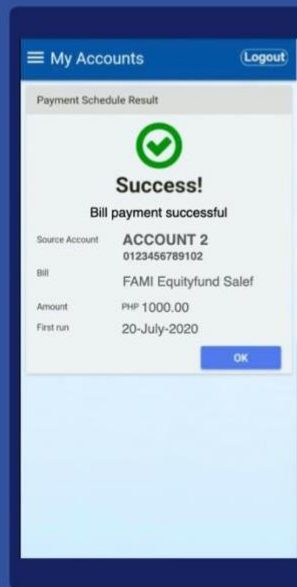 My Accounts
Logout
Payment Schedule Result
Success!
Bill payment successful
Source Account ACCOUNT 2
0123456789102
Bill
FAMI Equityfund Salef
Amount PHP 1000.00
First run 20-July-2020
OK